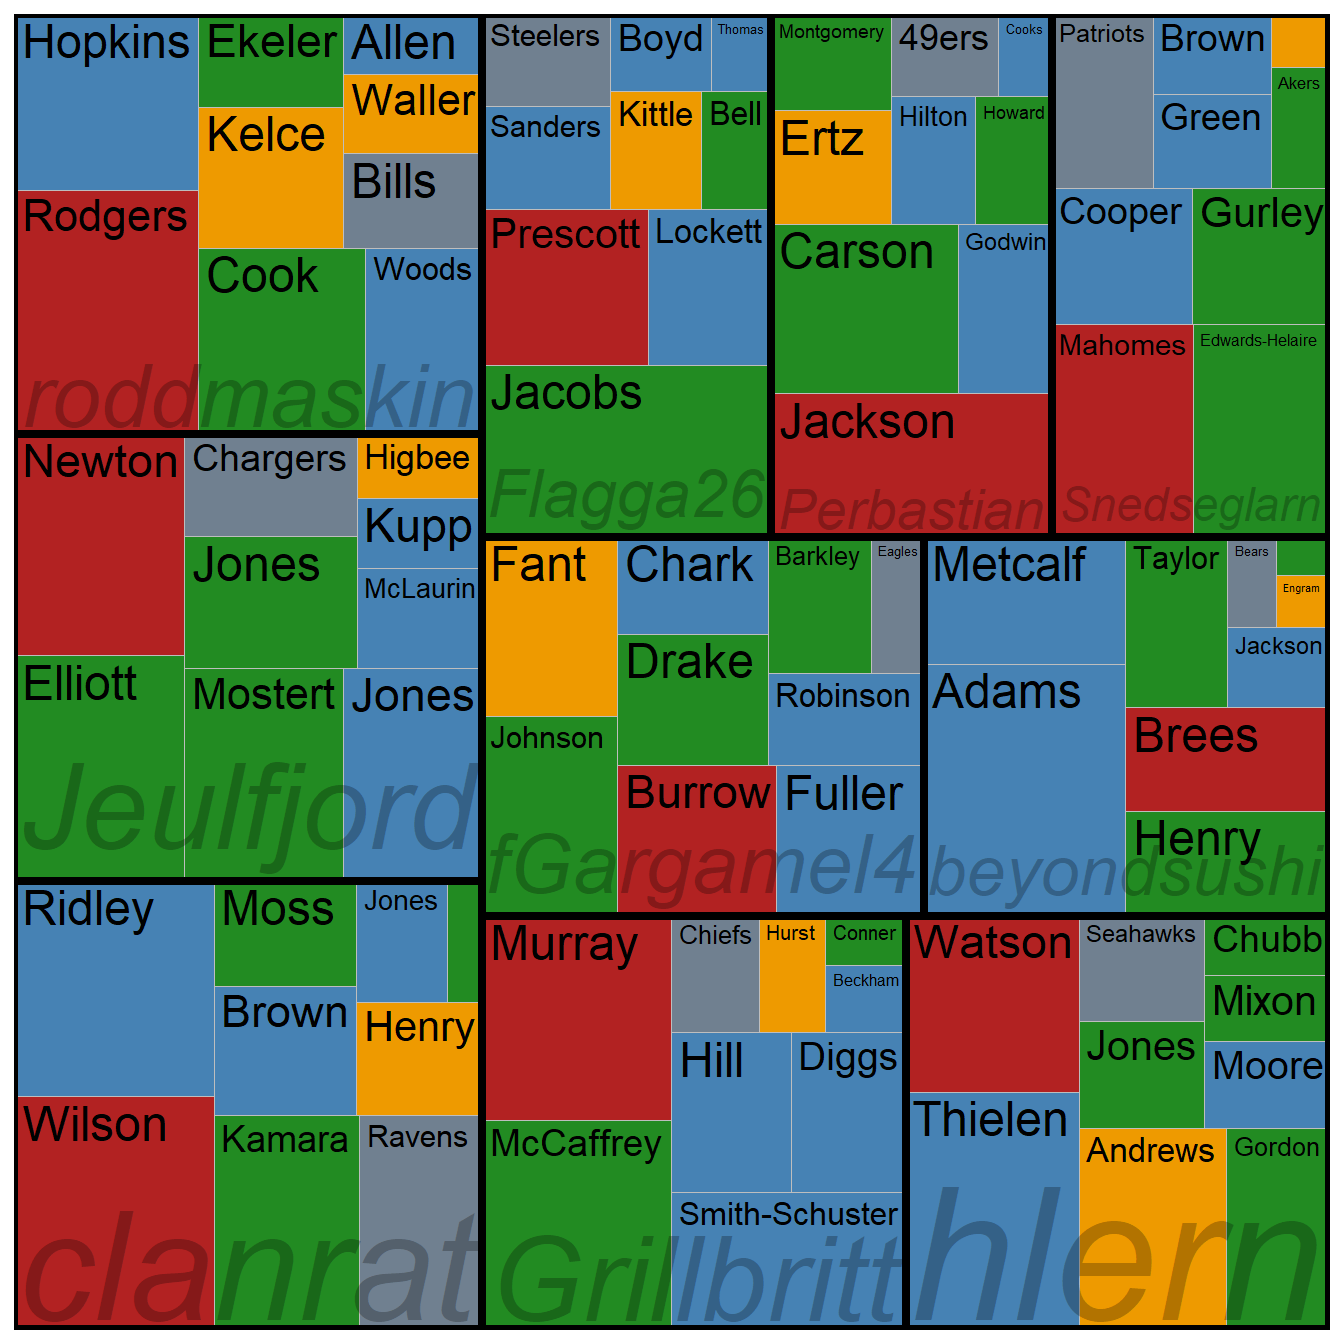 Hopkins
Ekeler
Allen
Rodgers
Kelce
Waller
Bills
Cook
Woods
roddmaskin
Steelers
Boyd
Thomas
Sanders
Kittle
Bell
Prescott
Lockett
Jacobs
Flagga26
Montgomery
49ers
Cooks
Ertz
Hilton
Howard
Carson
Godwin
Jackson
Perbastian
Patriots
Brown
Akers
Green
Cooper
Gurley
Mahomes
Edwards-Helaire
Snedseglarn
Newton
Chargers
Higbee
Kupp
Jones
McLaurin
Elliott
Mostert
Jones
Jeulfjord
Fant
Chark
Barkley
Eagles
Drake
Robinson
Johnson
Burrow
Fuller
fGargamel4
Metcalf
Taylor
Bears
Engram
Jackson
Adams
Brees
Henry
beyondsushi
Ridley
Moss
Jones
Brown
Henry
Wilson
Kamara
Ravens
clanrat
Murray
Chiefs
Hurst
Conner
Beckham
Hill
Diggs
McCaffrey
Smith-Schuster
Grillbritt
Watson
Seahawks
Chubb
Mixon
Jones
Moore
Thielen
Andrews
Gordon
hlern